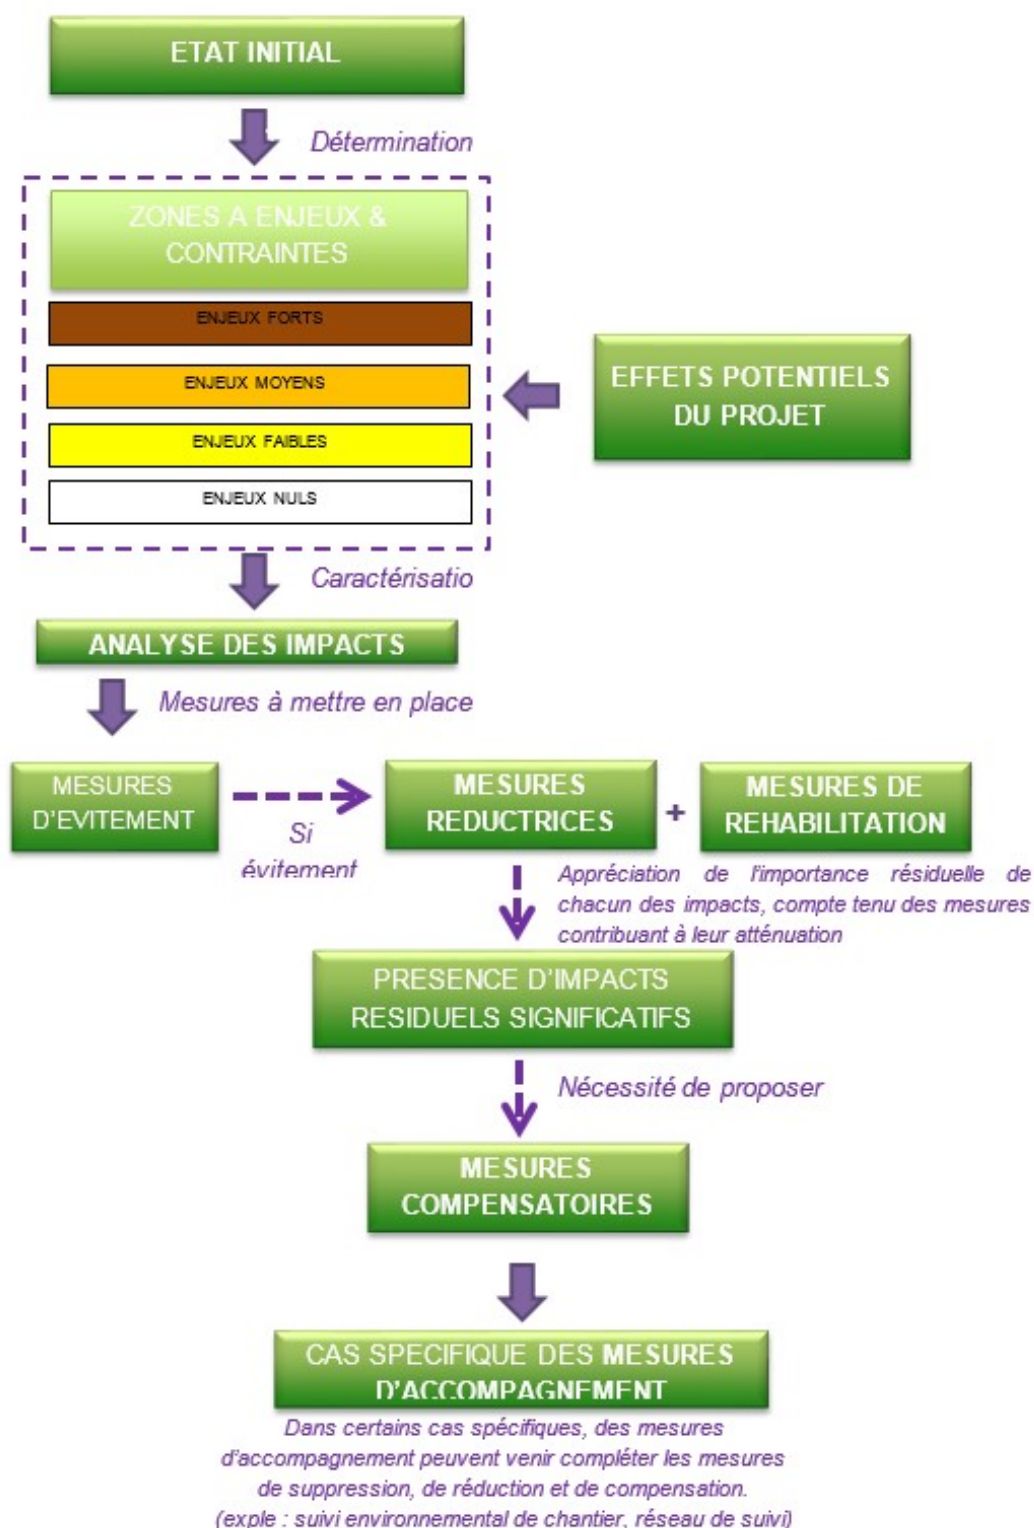 ETAT INITIAL
Détermination
ZONES A ENJEUX &
CONTRAINTES
ENJEUX FORTS
ENJEUX MOYENS
ENJEUX FAIBLES
ENJEUX NULS
EFFETS POTENTIELS
DU PROJET
Caractérisatio
ANALYSE DES IMPACTS
Mesures à mettre en place
MESURES
D'EVITEMENT
Si
évitement
MESURES
REDUCTRICES
+
MESURES DE
REHABILITATION
Appréciation de l'importance résiduelle de
chacun des impacts, compte tenu des mesures
contribuant à leur atténuation
PRESENCE D'IMPACTS
RESIDUELS SIGNIFICATIFS
Nécessité de proposer
MESURES
COMPENSATOIRES
CAS SPECIFIQUE DES MESURES
D'ACCOMPAGNEMENT
Dans certains cas spécifiques, des mesures
d'accompagnement peuvent venir compléter les mesures
de suppression, de réduction et de compensation.
(exple : suivi environnemental de chantier, réseau de suivi)